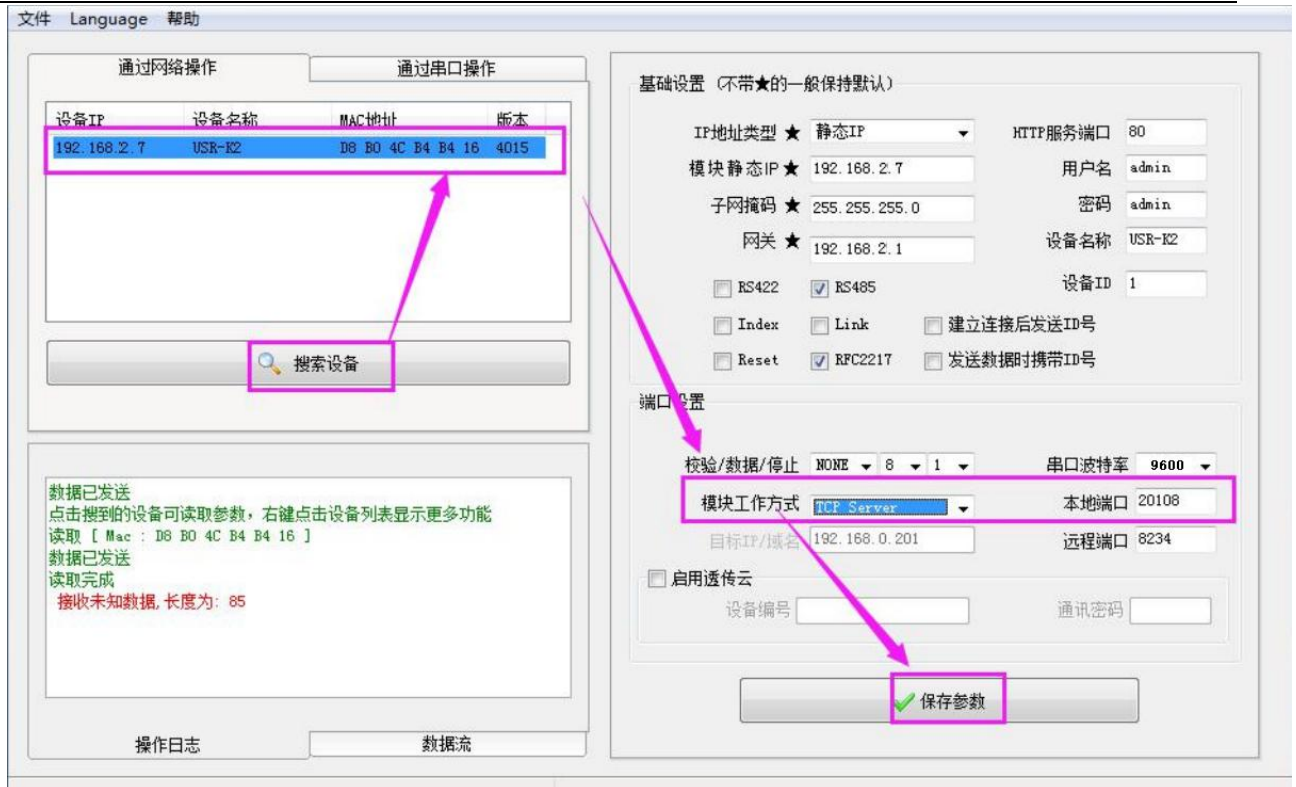 文件 Language 帮助
通过网络操作 通过串口操作
设备IP 设备名称 MAC地址 版本
192.168.2.7 USR-K2 D8 B0 4C B4 B4 16 4015
搜索设备
数据已发送
点击搜到的设备可读取参数，右键点击设备列表显示更多功能
读取 [ Mac : D8 B0 4C B4 B4 16 ]
数据已发送
读取完成
接收未知数据,长度为: 85
操作日志 数据流
基础设置 (不带★的一般保持默认)
IP地址类型 ★ 静态IP HTTP服务端口 80
模块静态IP★ 192.168.2.7 用户名 admin
子网掩码 ★ 255.255.255.0 密码 admin
网关 ★ 192.168.2.1 设备名称 USR-K2
RS422 RS485 设备ID 1
Index Link 建立连接后发送ID号
Reset RFC2217 发送数据时携带ID号
端口设置
校验/数据/停止 NONE 8 1 串口波特率 9600
模块工作方式 TCP Server 本地端口 20108
目标IP/域名 192.168.0.201 远程端口 8234
启用透传云
设备编号 通讯密码
保存参数